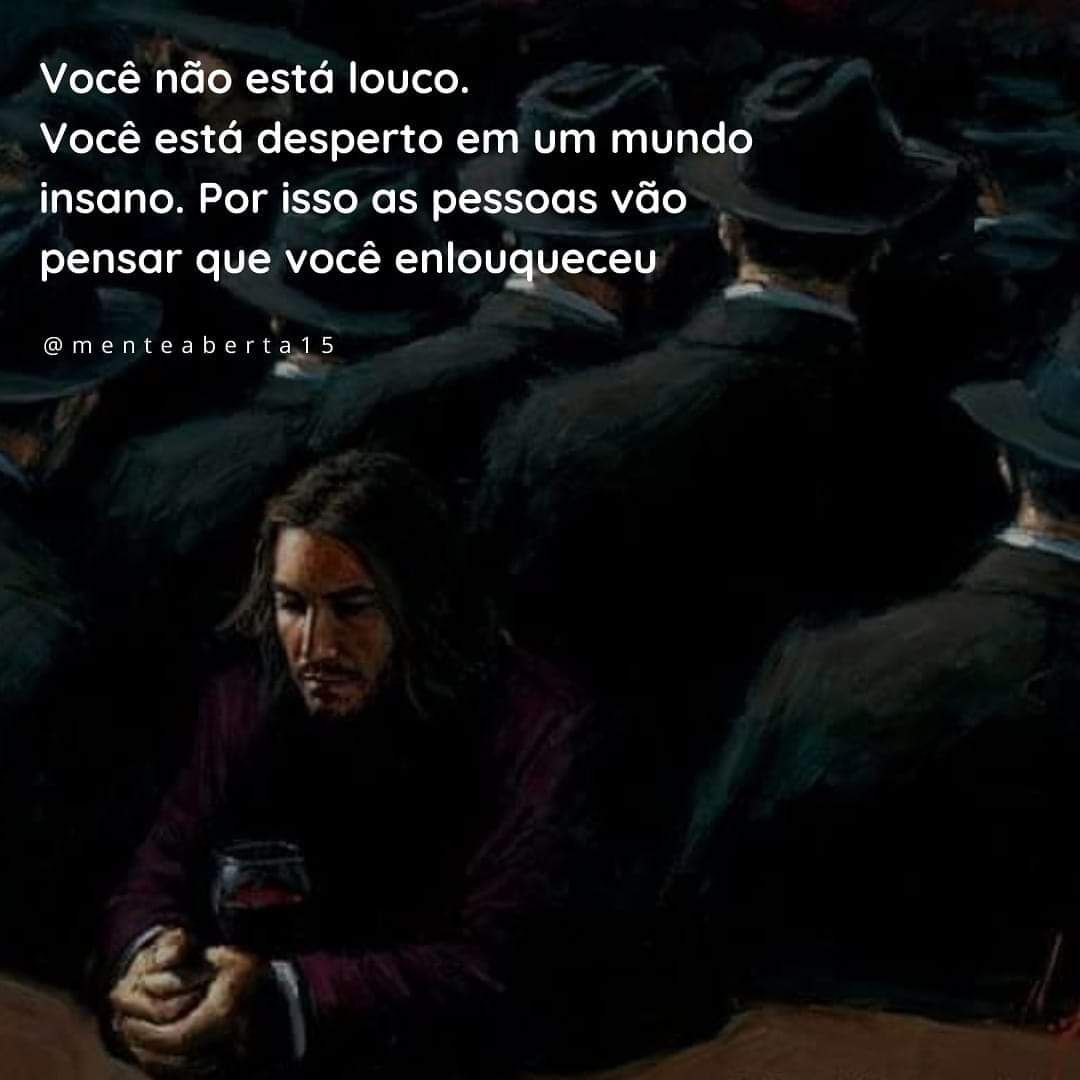 Você não está louco.
Você está desperto em um mundo
insano. Por isso as pessoas vão
pensar que você enlouqueceu
@menteaberta15